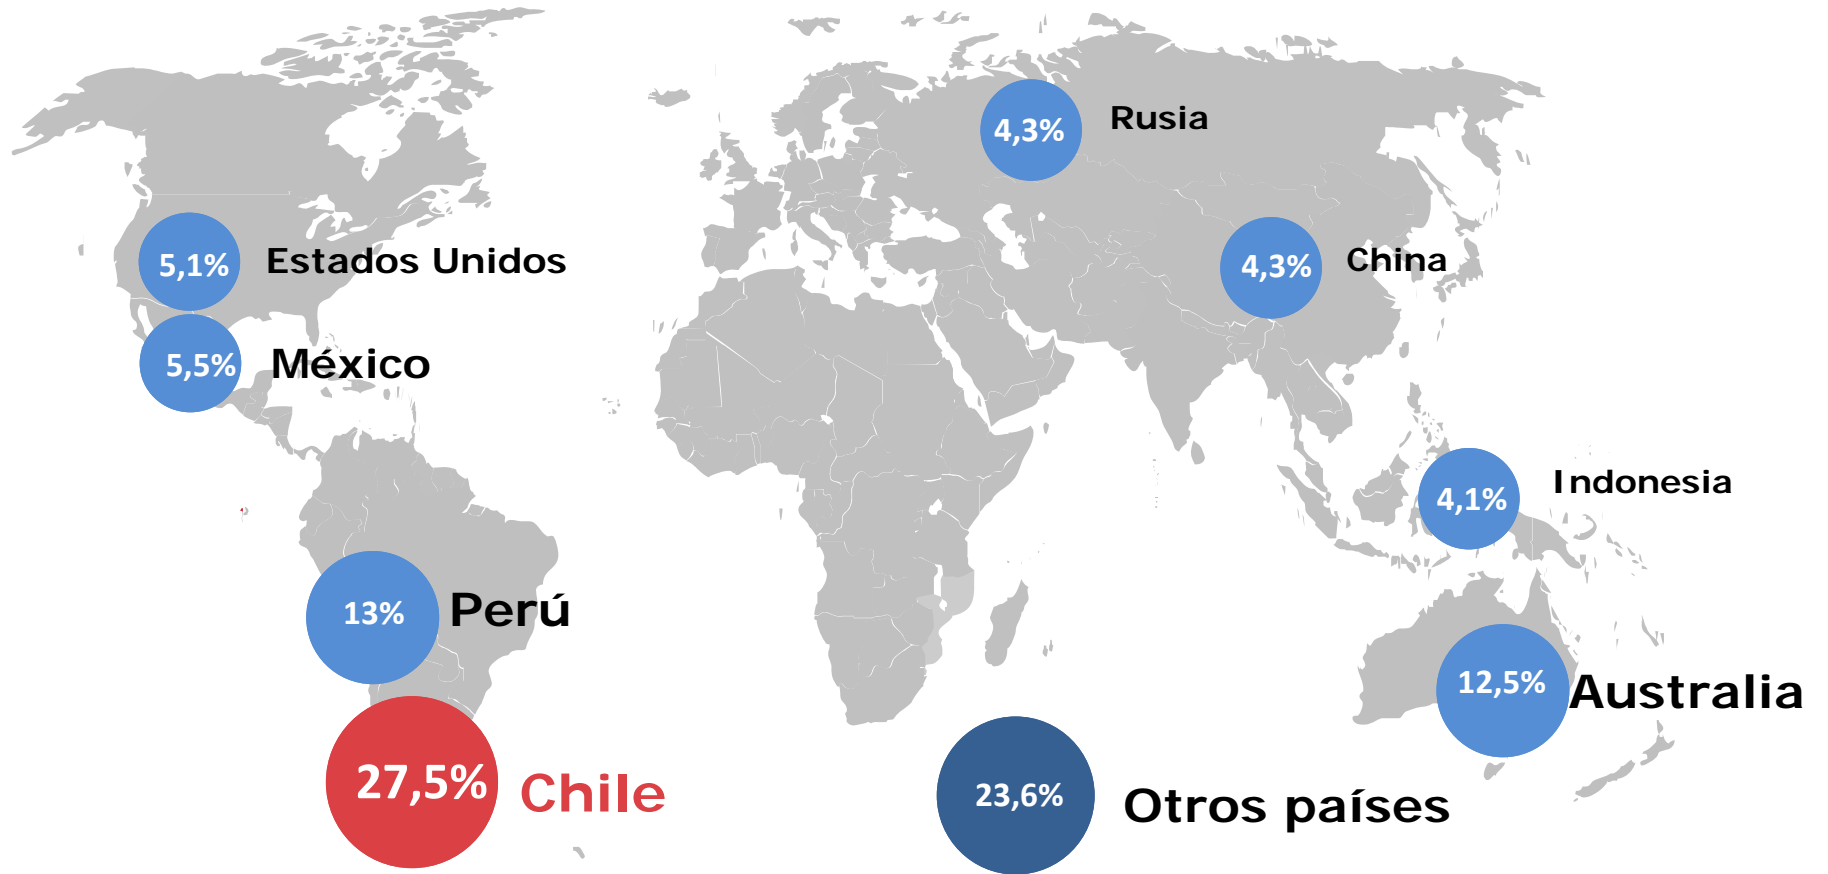 4,3% Rusia
5,1% Estados Unidos
4,3% China
5,5% México
4,1% Indonesia
13% Perú
12,5% Australia
27,5% Chile
23,6% Otros países